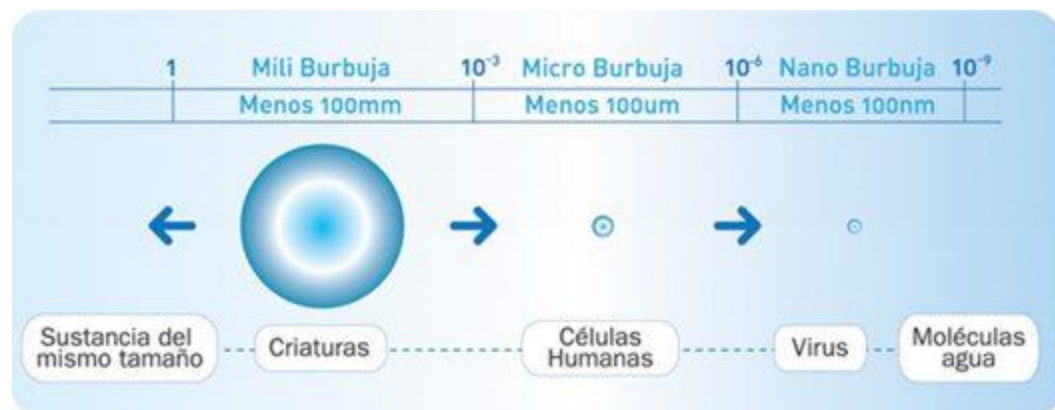 1 Mili Burbuja 10⁻³ Micro Burbuja 10⁻⁶ Nano Burbuja 10⁻⁹
Menos 100mm Menos 100um Menos 100nm
Sustancia del
mismo tamaño
Criaturas
Células
Humanas
Virus
Moléculas
agua